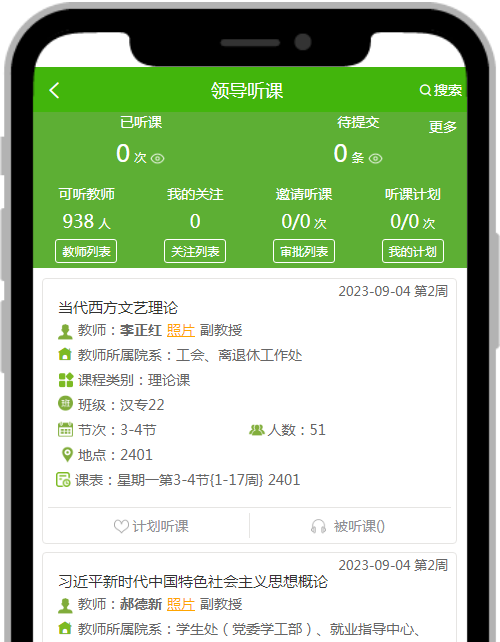 领导听课 搜索
已听课 待提交 更多
0 次 0 条
可听教师 我的关注 邀请听课 听课计划
938 人 0 0/0 次 0/0 次
教师列表 关注列表 审批列表 我的计划
2023-09-04 第2周
当代西方文艺理论
教师：李正红 照片 副教授
教师所属院系：工会、离退休工作处
课程类别：理论课
班 班级：汉专22
节次：3-4节 人数：51
地点：2401
课表：星期一第3-4节{1-17周} 2401
计划听课 被听课()
2023-09-04 第2周
习近平新时代中国特色社会主义思想概论
教师：郝德新 照片 副教授
教师所属院系：学生处（党委学工部）、就业指导中心、